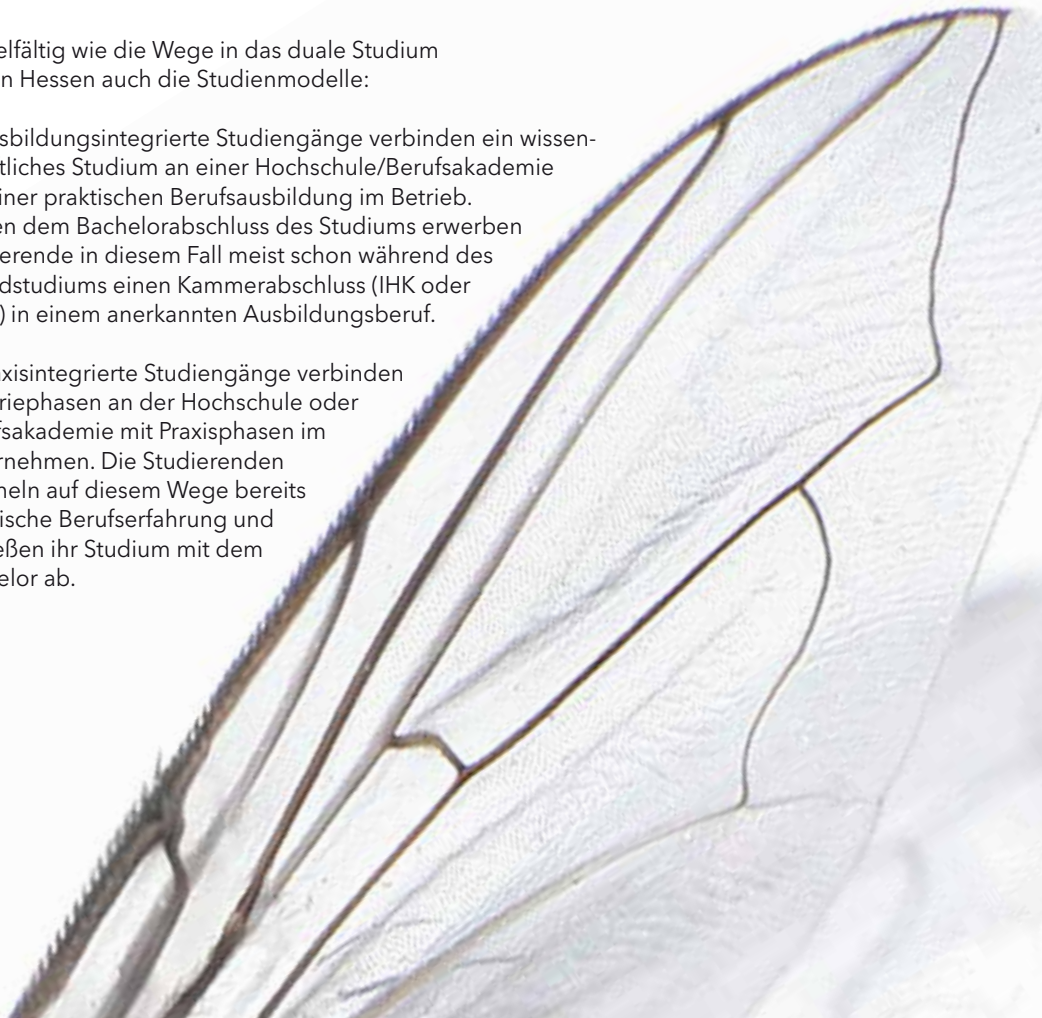 elfältig wie die Wege in das duale Studium
n Hessen auch die Studienmodelle:
sbildungsintegrierte Studiengänge verbinden ein wissen-
tliches Studium an einer Hochschule/Berufsakademie
iner praktischen Berufsausbildung im Betrieb.
en dem Bachelorabschluss des Studiums erwerben
ierende in diesem Fall meist schon während des
dstudiums einen Kammerabschluss (IHK oder
) in einem anerkannten Ausbildungsberuf.
xisintegrierte Studiengänge verbinden
riephasen an der Hochschule oder
fsakademie mit Praxisphasen im
rnehmen. Die Studierenden
neln auf diesem Wege bereits
ische Berufserfahrung und
eßen ihr Studium mit dem
elor ab.